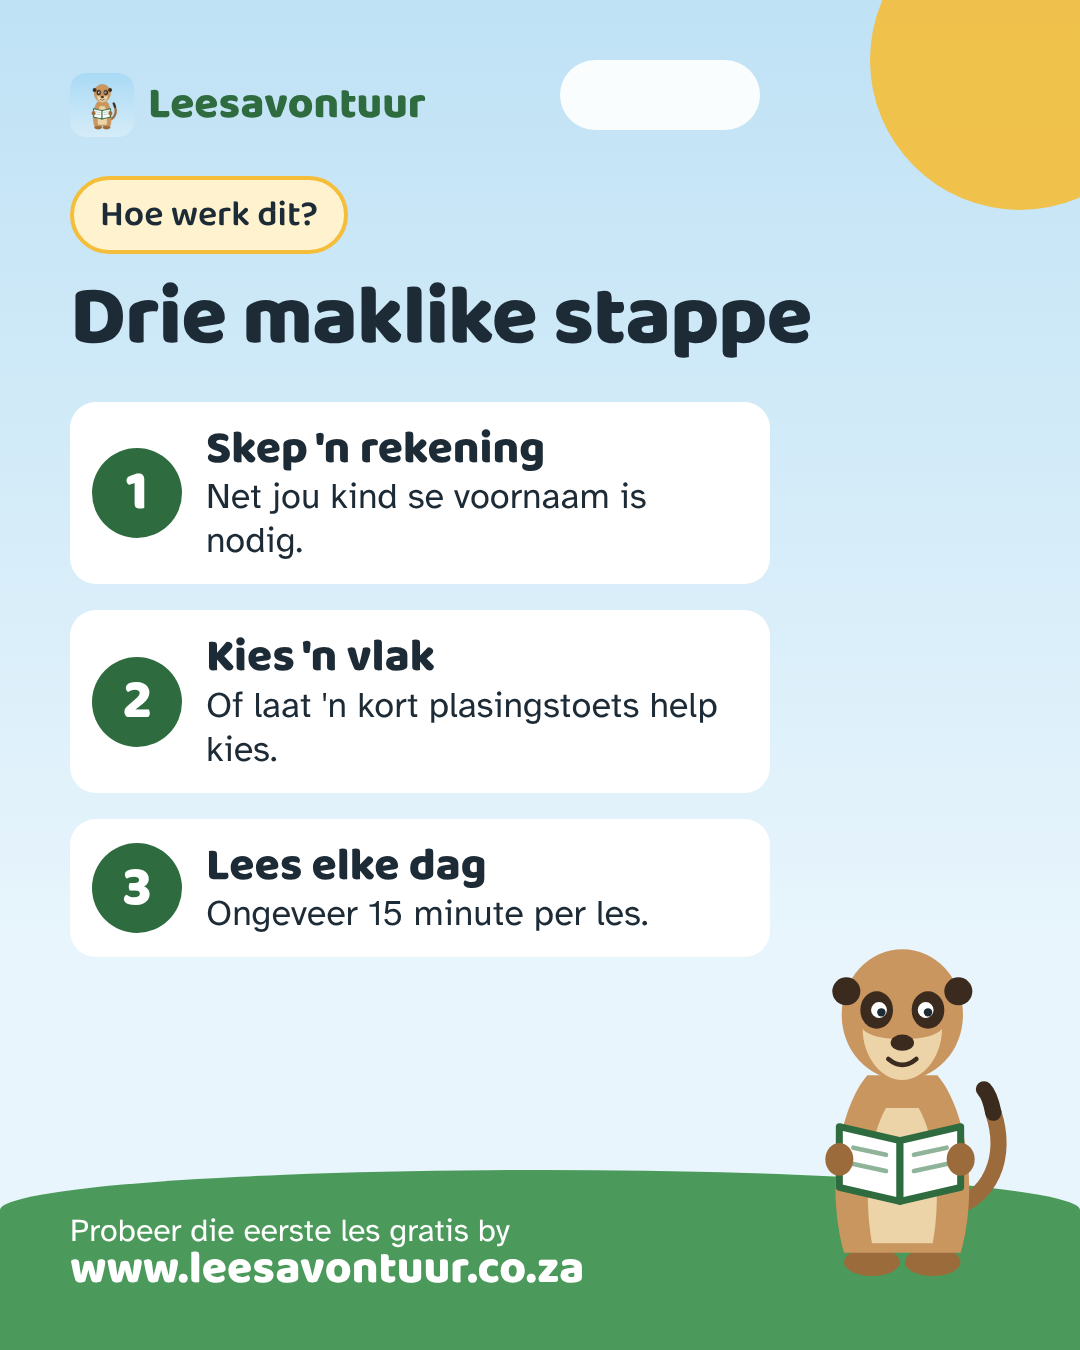 Leesavontuur
Hoe werk dit?
Drie maklike stappe
1
Skep 'n rekening
Net jou kind se voornaam is
nodig.
2
Kies 'n vlak
Of laat 'n kort plasingstoets help
kies.
3
Lees elke dag
Ongeveer 15 minute per les.
Probeer die eerste les gratis by
www.leesavontuur.co.za